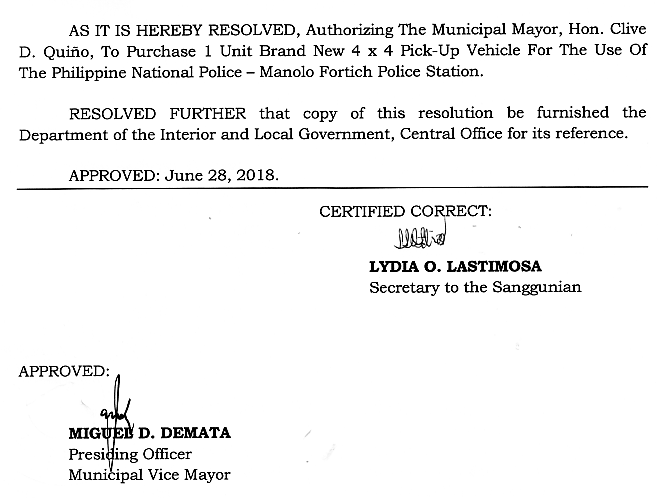 AS IT IS HEREBY RESOLVED, Authorizing The Municipal Mayor, Hon. Clive
D. Quiño, To Purchase 1 Unit Brand New 4 x 4 Pick-Up Vehicle For The Use Of
The Philippine National Police – Manolo Fortich Police Station.
RESOLVED FURTHER that copy of this resolution be furnished the
Department of the Interior and Local Government, Central Office for its reference.
APPROVED: June 28, 2018.
CERTIFIED CORRECT:
LYDIA O. LASTIMOSA
Secretary to the Sanggunian
APPROVED:
MIGUEL D. DEMATA
Presiding Officer
Municipal Vice Mayor